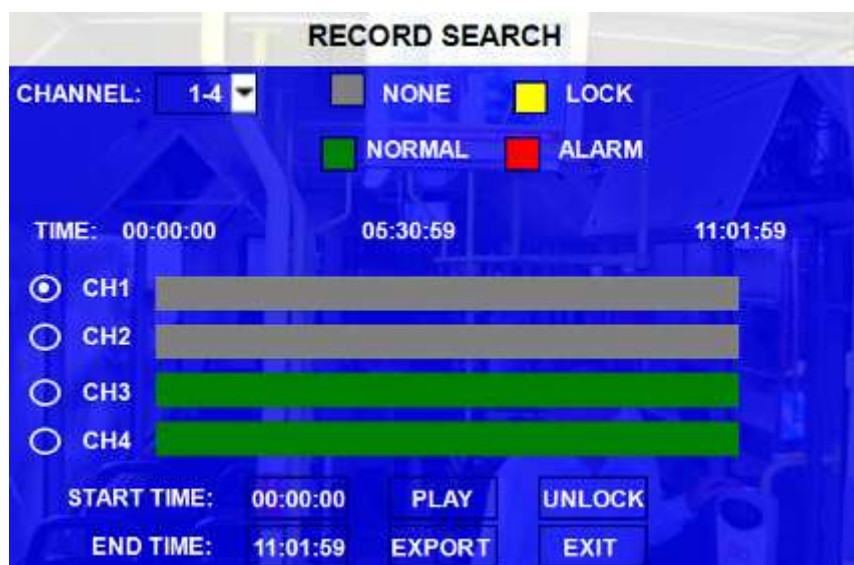 RECORD SEARCH
CHANNEL: 1-4 NONE LOCK
NORMAL ALARM
TIME: 00:00:00 05:30:59 11:01:59
CH1
CH2
CH3
CH4
START TIME: 00:00:00 PLAY UNLOCK
END TIME: 11:01:59 EXPORT EXIT